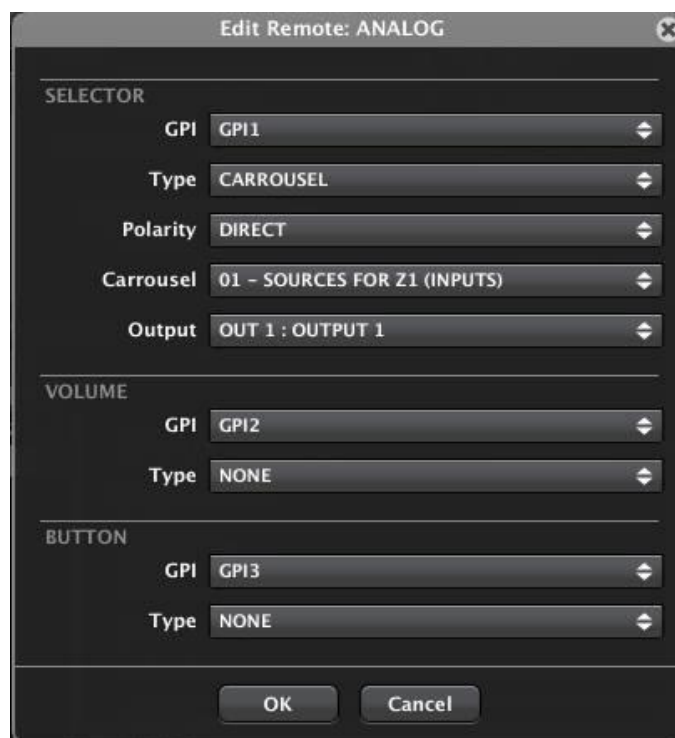 Edit Remote: ANALOG
SELECTOR
GPI GPI1
Type CARROUSEL
Polarity DIRECT
Carrousel 01 - SOURCES FOR Z1 (INPUTS)
Output OUT 1 : OUTPUT 1
VOLUME
GPI GPI2
Type NONE
BUTTON
GPI GPI3
Type NONE
OK Cancel